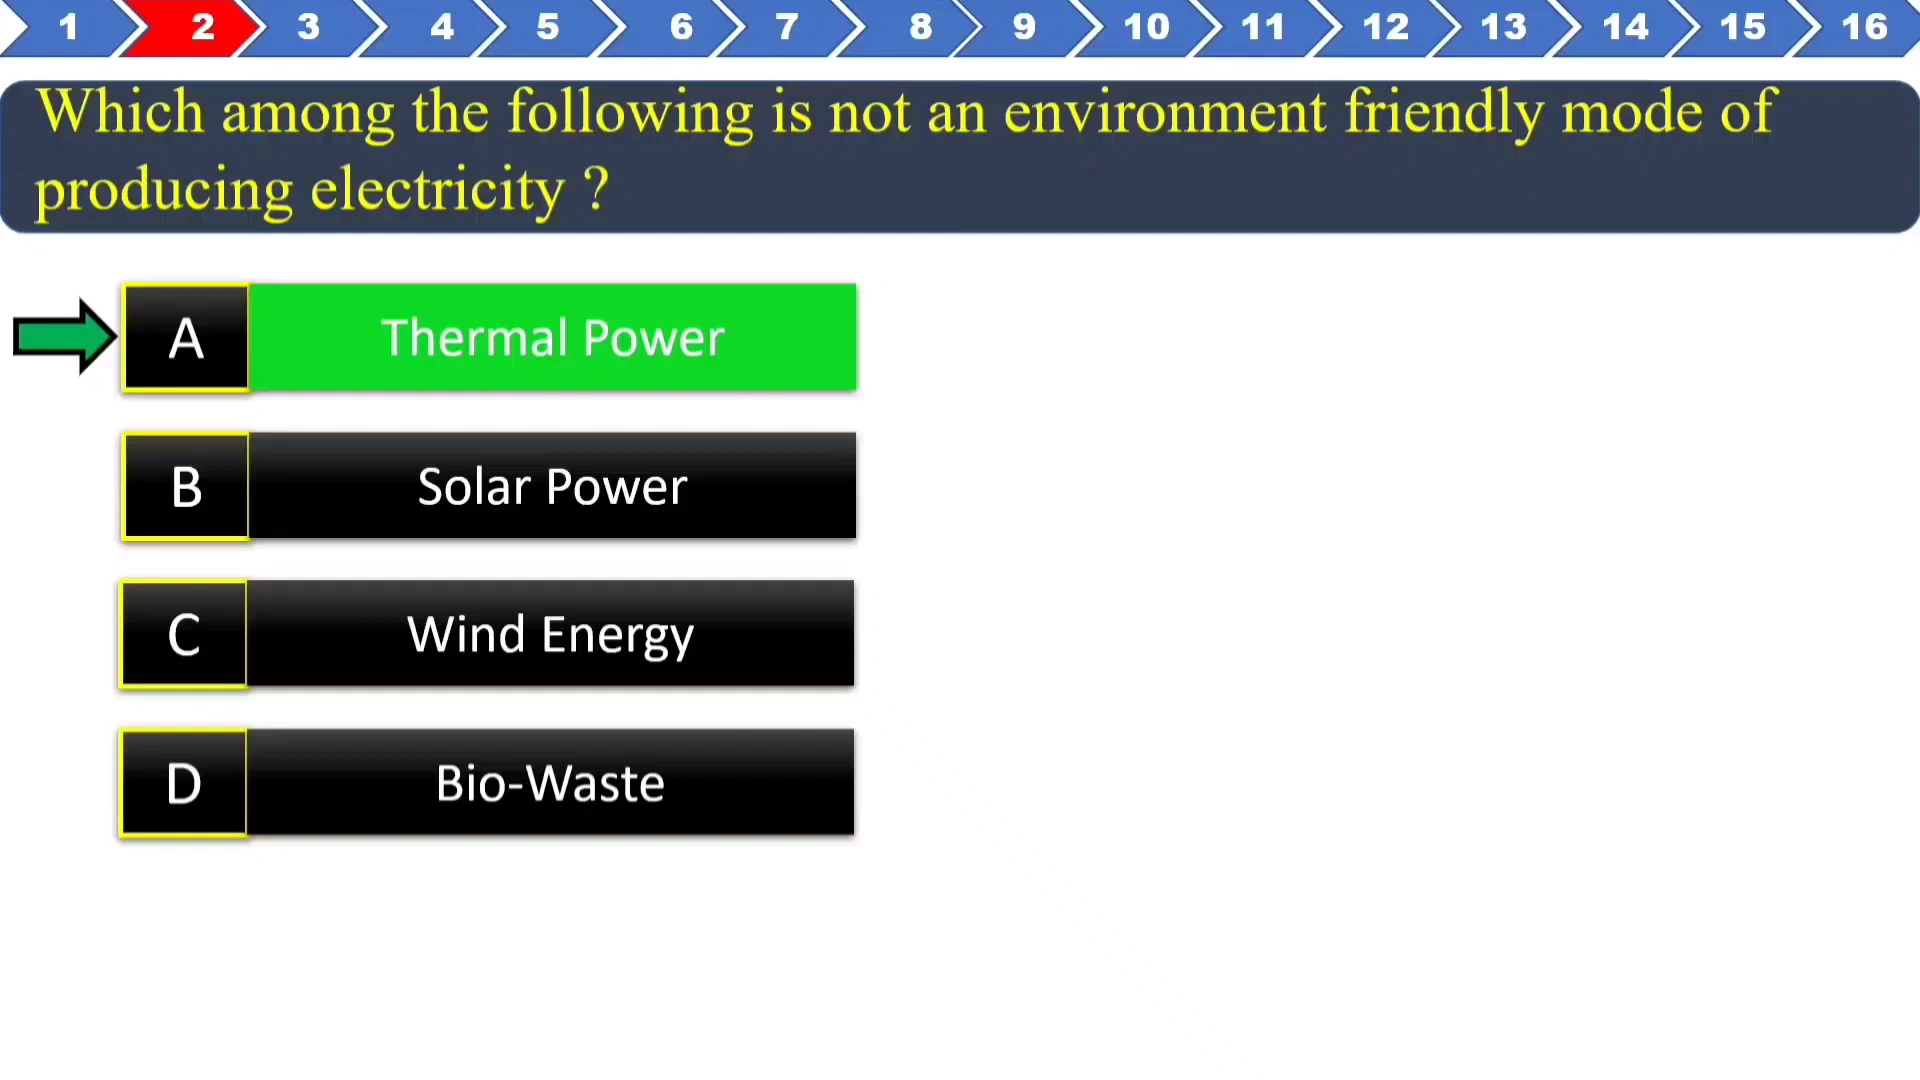 1 2 3 4 5 6 7 8 9 10 11 12 13 14 15 16
Which among the following is not an environment friendly mode of
producing electricity ?
A Thermal Power
B Solar Power
C Wind Energy
D Bio-Waste